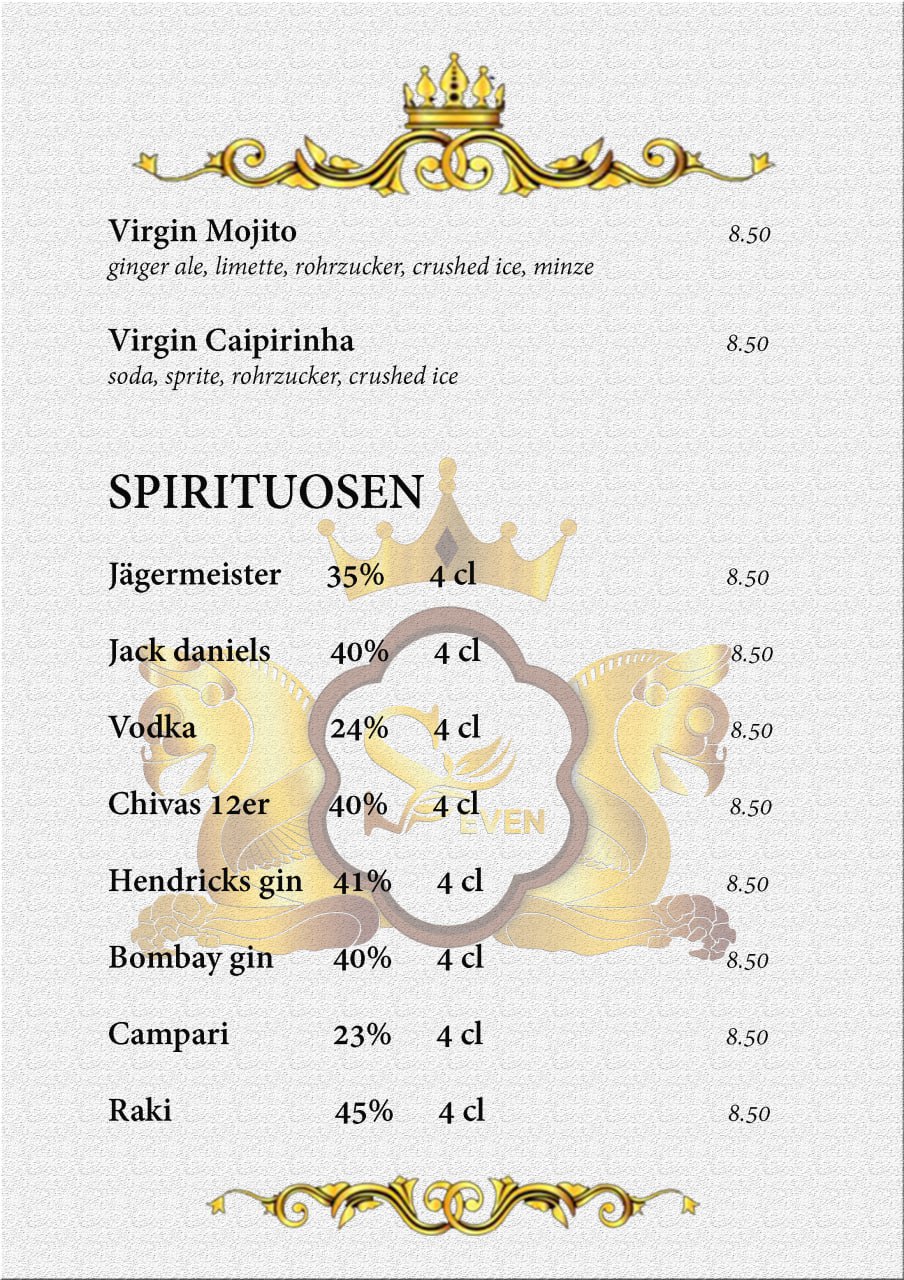 Virgin Mojito 8.50
ginger ale, limette, rohrzucker, crushed ice, minze
Virgin Caipirinha 8.50
soda, sprite, rohrzucker, crushed ice
SPIRITUOSEN
Jägermeister 35% 4 cl 8.50
Jack daniels 40% 4 cl 8.50
Vodka 24% 4 cl 8.50
Chivas 12er 40% 4 cl 8.50
SEVEN
Hendricks gin 41% 4 cl 8.50
Bombay gin 40% 4 cl 8.50
Campari 23% 4 cl 8.50
Raki 45% 4 cl 8.50